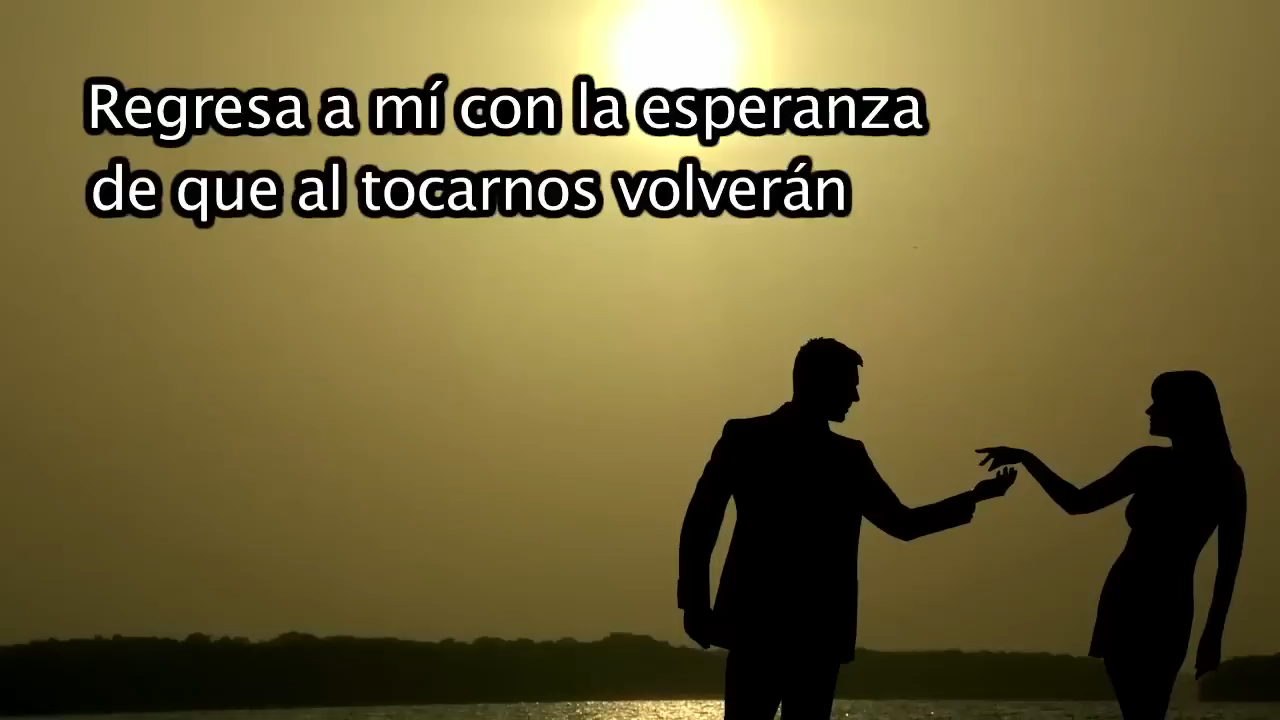 Regresa a mí con la esperanza
de que al tocarnos volverán